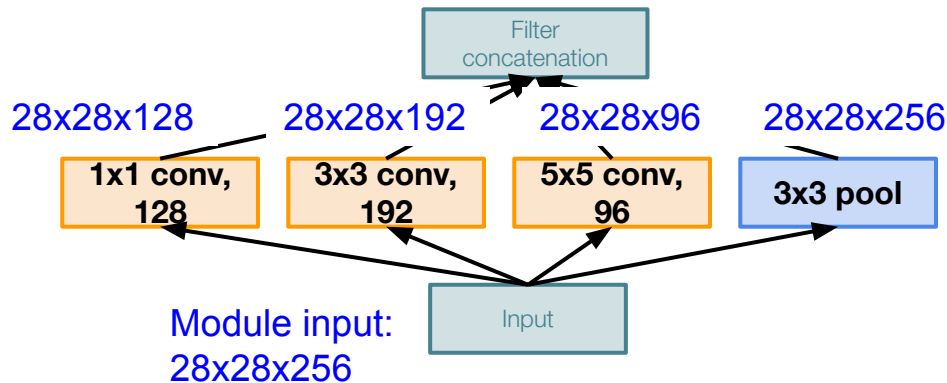 Filter
concatenation
28x28x128
28x28x192
28x28x96
28x28x256
1x1 conv,
128
3x3 conv,
192
5x5 conv,
96
3x3 pool
Input
Module input:
28x28x256